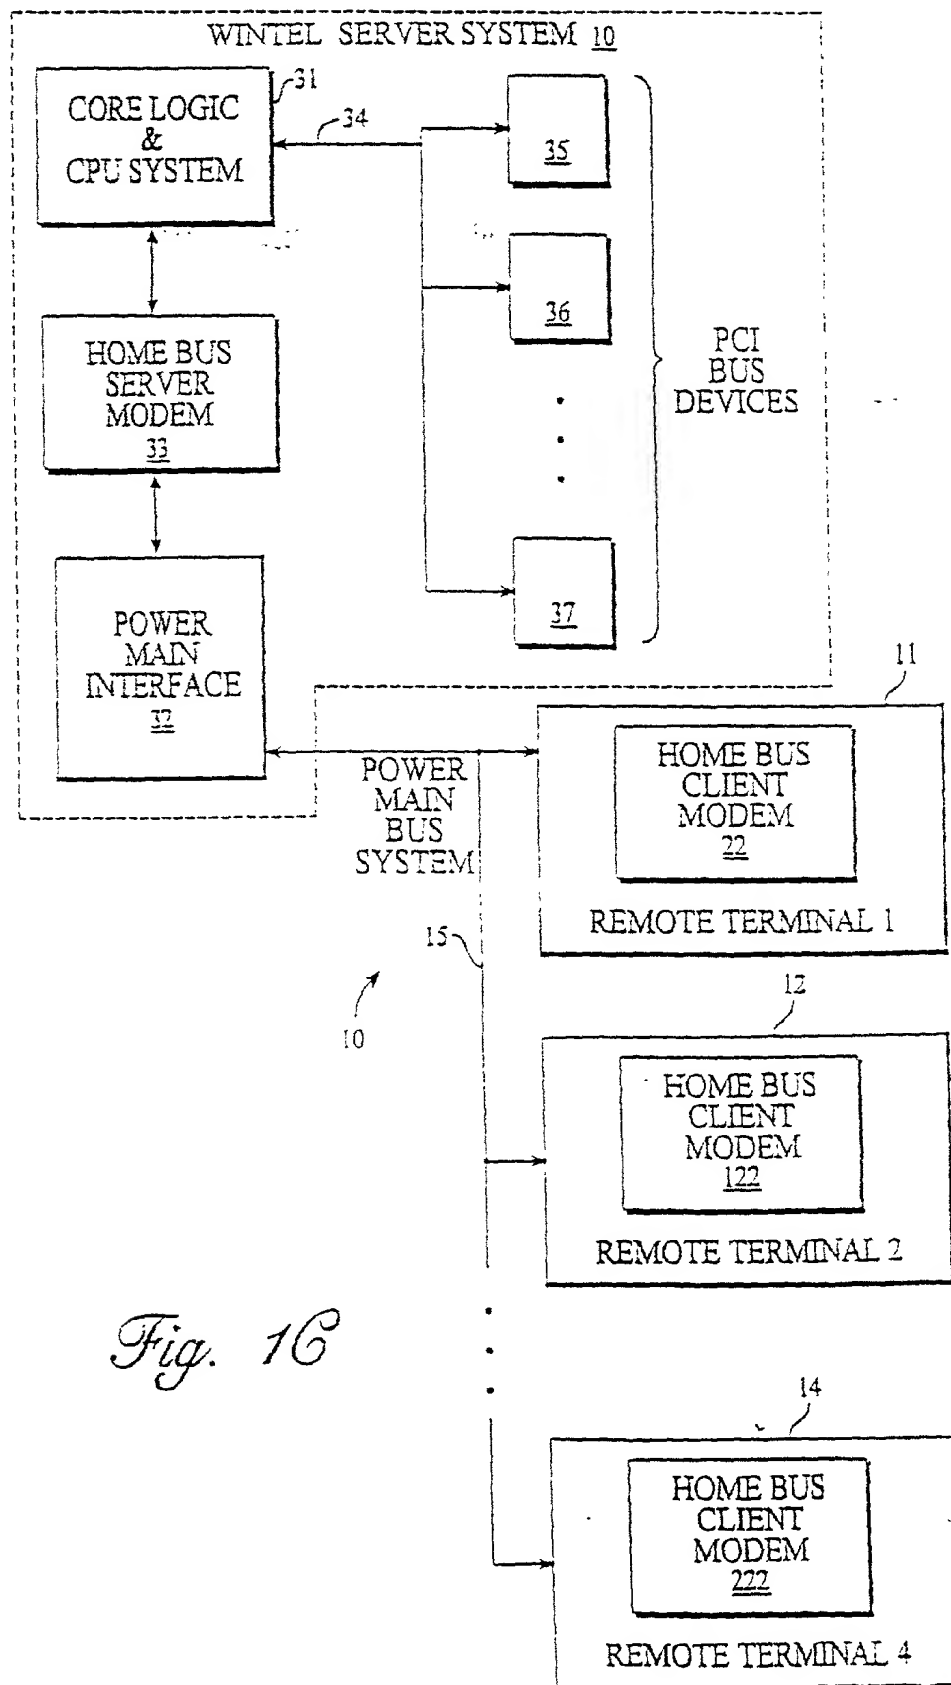 WINTEL SERVER SYSTEM 10
CORE LOGIC
&
CPU SYSTEM
31
34
35
36
37
PCI
BUS
DEVICES
HOME BUS
SERVER
MODEM
33
POWER
MAIN
INTERFACE
32
POWER
MAIN
BUS
SYSTEM
15
10
11
HOME BUS
CLIENT
MODEM
22
REMOTE TERMINAL 1
12
HOME BUS
CLIENT
MODEM
122
REMOTE TERMINAL 2
Fig. 1C
14
HOME BUS
CLIENT
MODEM
222
REMOTE TERMINAL 4